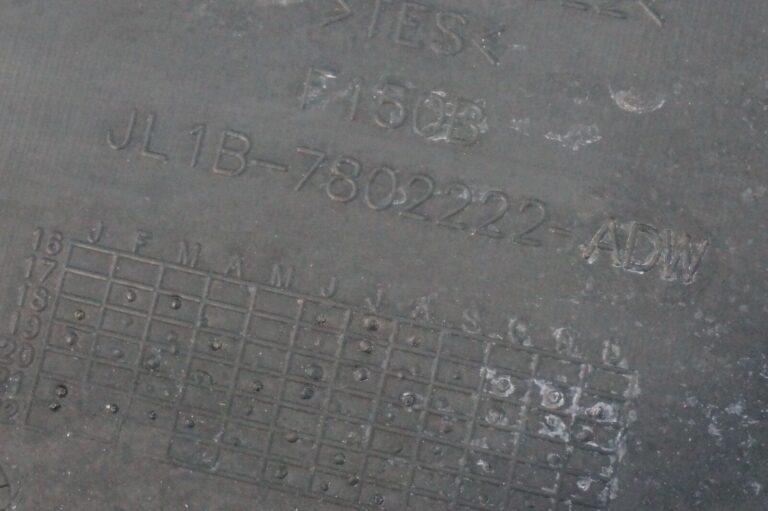 >TES<
F150B
JL1B-7802222-ADW
J F M A M J J A S O N D
16
17
18
19
20